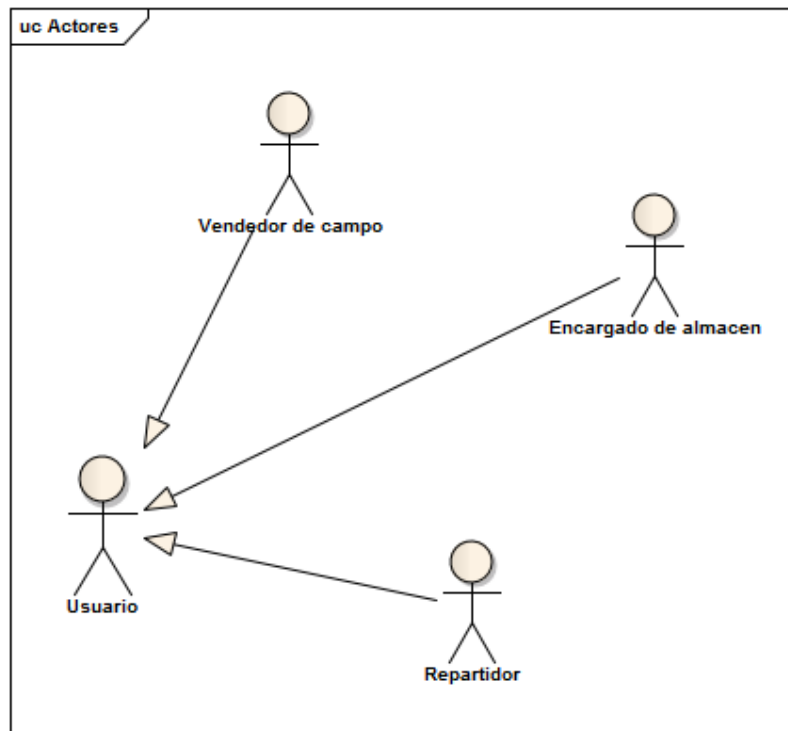 uc Actores
Vendedor de campo
Encargado de almacen
Usuario
Repartidor